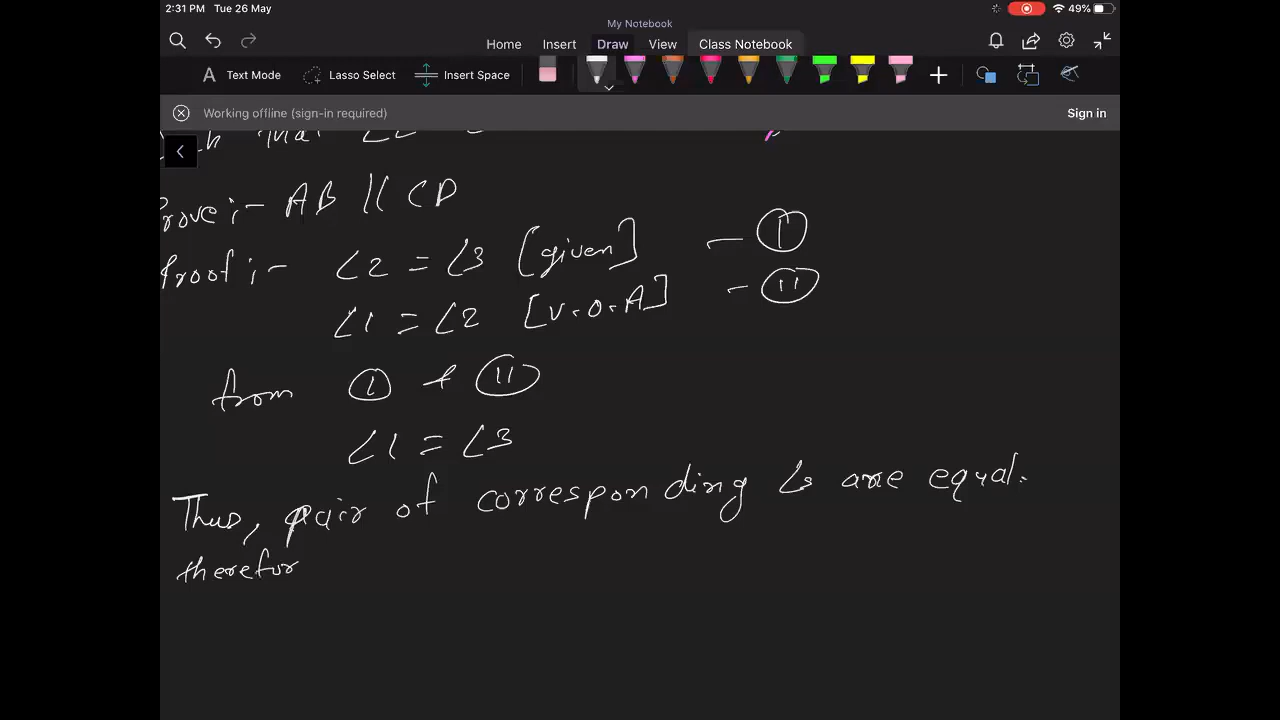 2:31 PM Tue 26 May
49%
My Notebook
Home Insert Draw View Class Notebook
Text Mode Lasso Select Insert Space
Working offline (sign-in required) Sign in
that ∠2
Prove :- AB || CD
Proof :- ∠2 = ∠3 [given] — I
∠1 = ∠2 [V.O.A] - II
from I + II
∠1 = ∠3
Thus, pair of corresponding ∠s are equal.
therefor